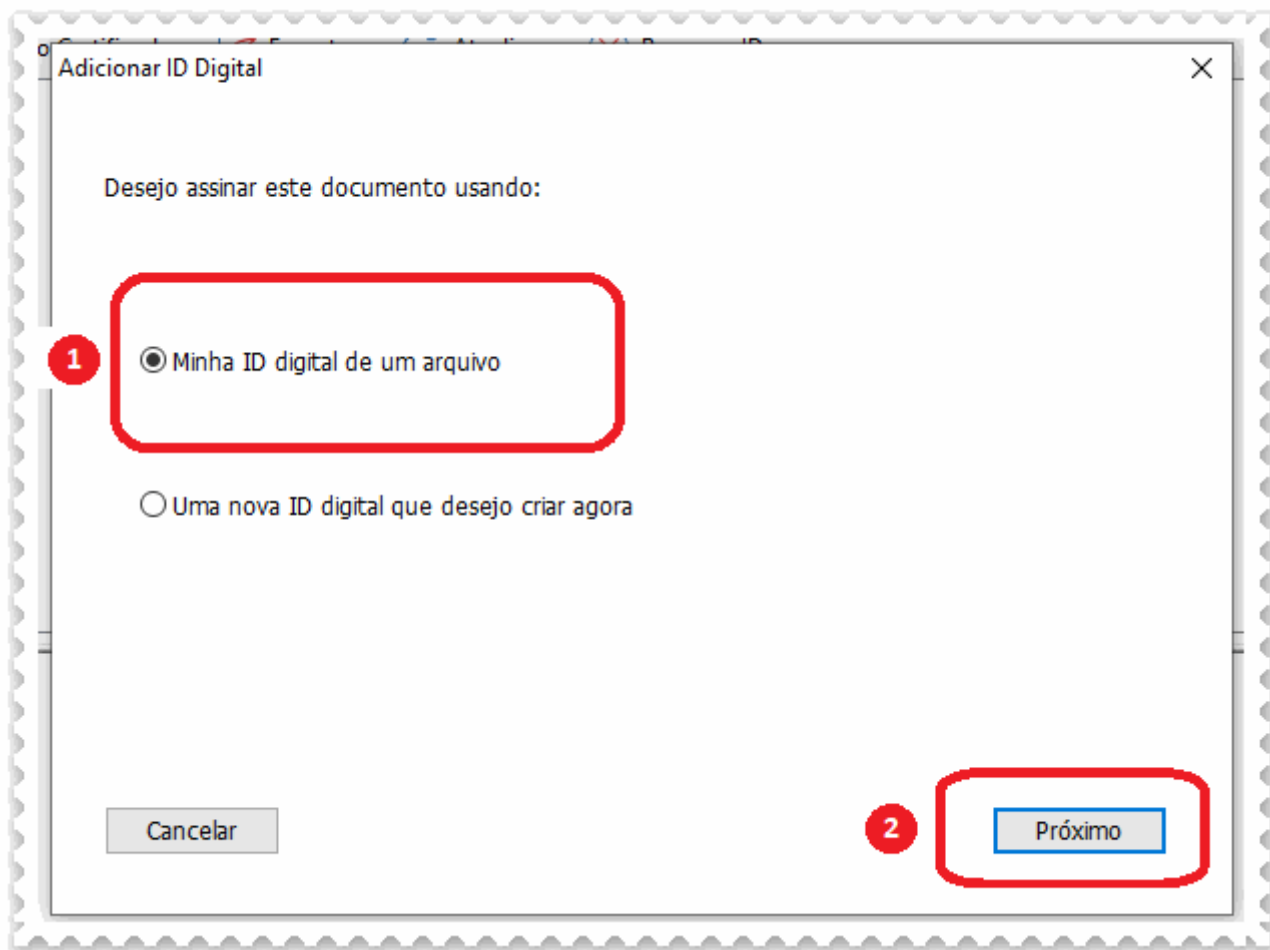 Adicionar ID Digital
Desejo assinar este documento usando:
1
Minha ID digital de um arquivo
Uma nova ID digital que desejo criar agora
Cancelar
2
Próximo